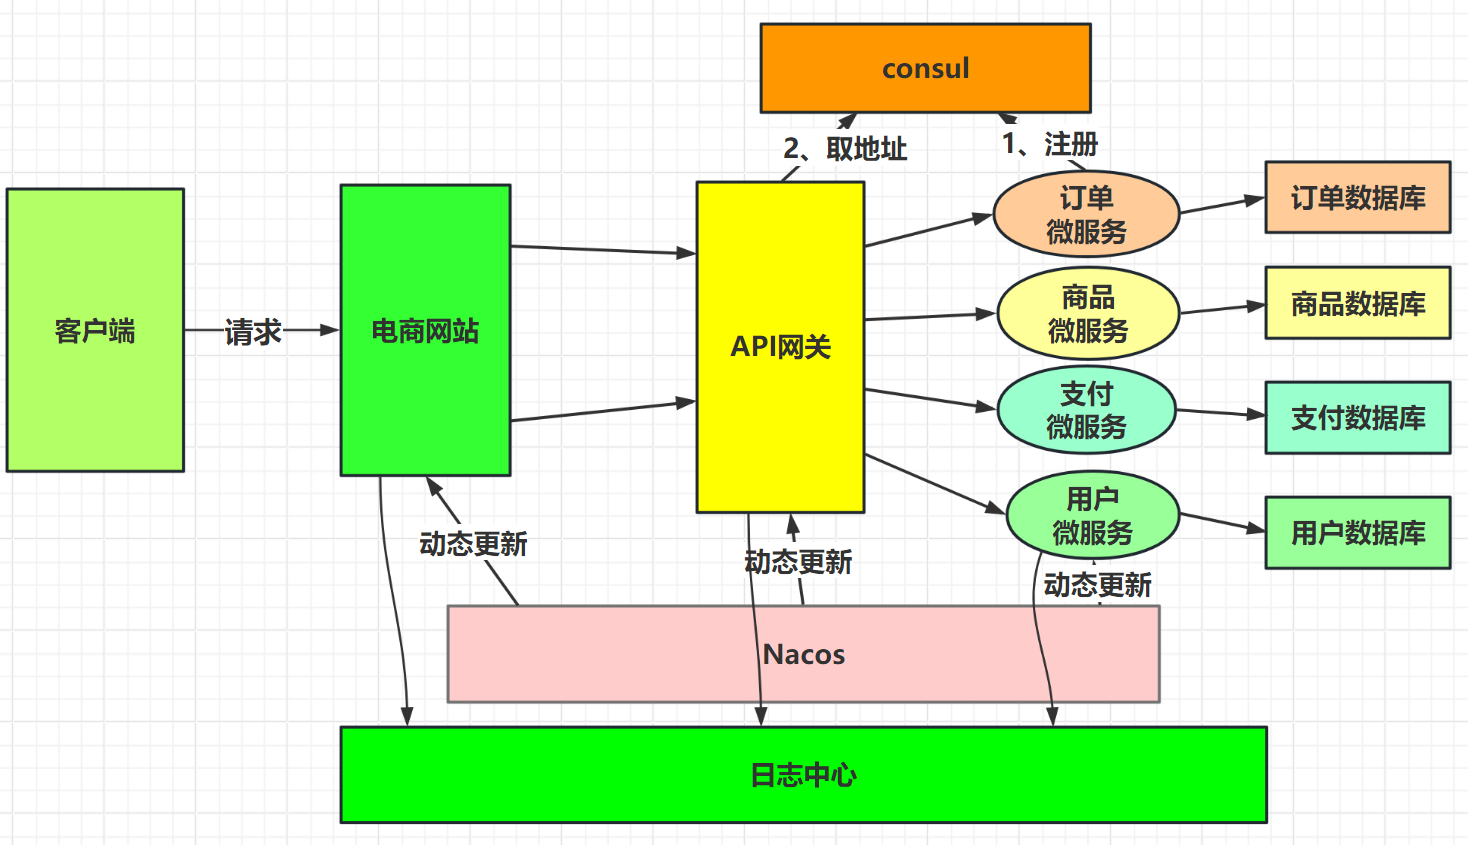 consul
2、取地址
1、注册
客户端
请求
电商网站
API网关
订单
微服务
订单数据库
商品
微服务
商品数据库
支付
微服务
支付数据库
用户
微服务
用户数据库
动态更新
动态更新
动态更新
Nacos
日志中心